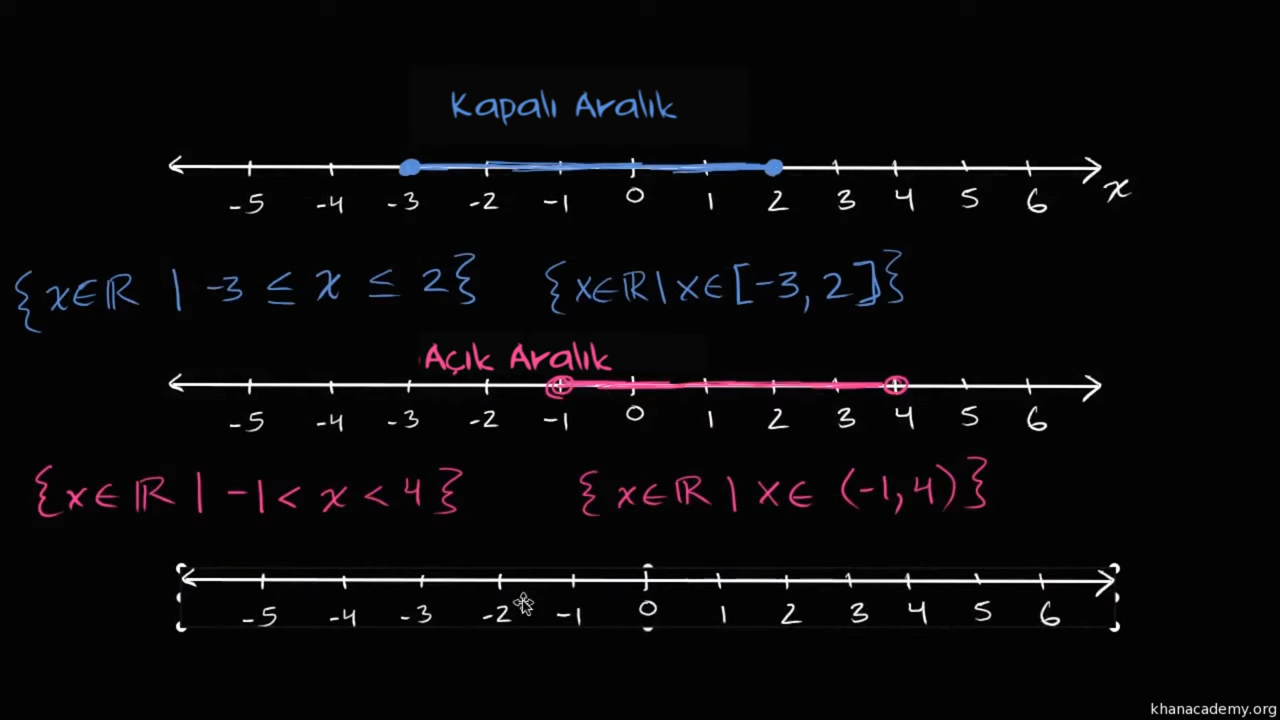 Kapalı Aralık
-5 -4 -3 -2 -1 0 1 2 3 4 5 6 x
{x∈ℝ | -3 ≤ x ≤ 2} {x∈ℝ | x∈[-3, 2]}
Açık Aralık
-5 -4 -3 -2 -1 0 1 2 3 4 5 6
{x∈ℝ | -1 < x < 4} {x∈ℝ | x∈ (-1, 4)}
-5 -4 -3 -2 -1 0 1 2 3 4 5 6
khanacademy.org